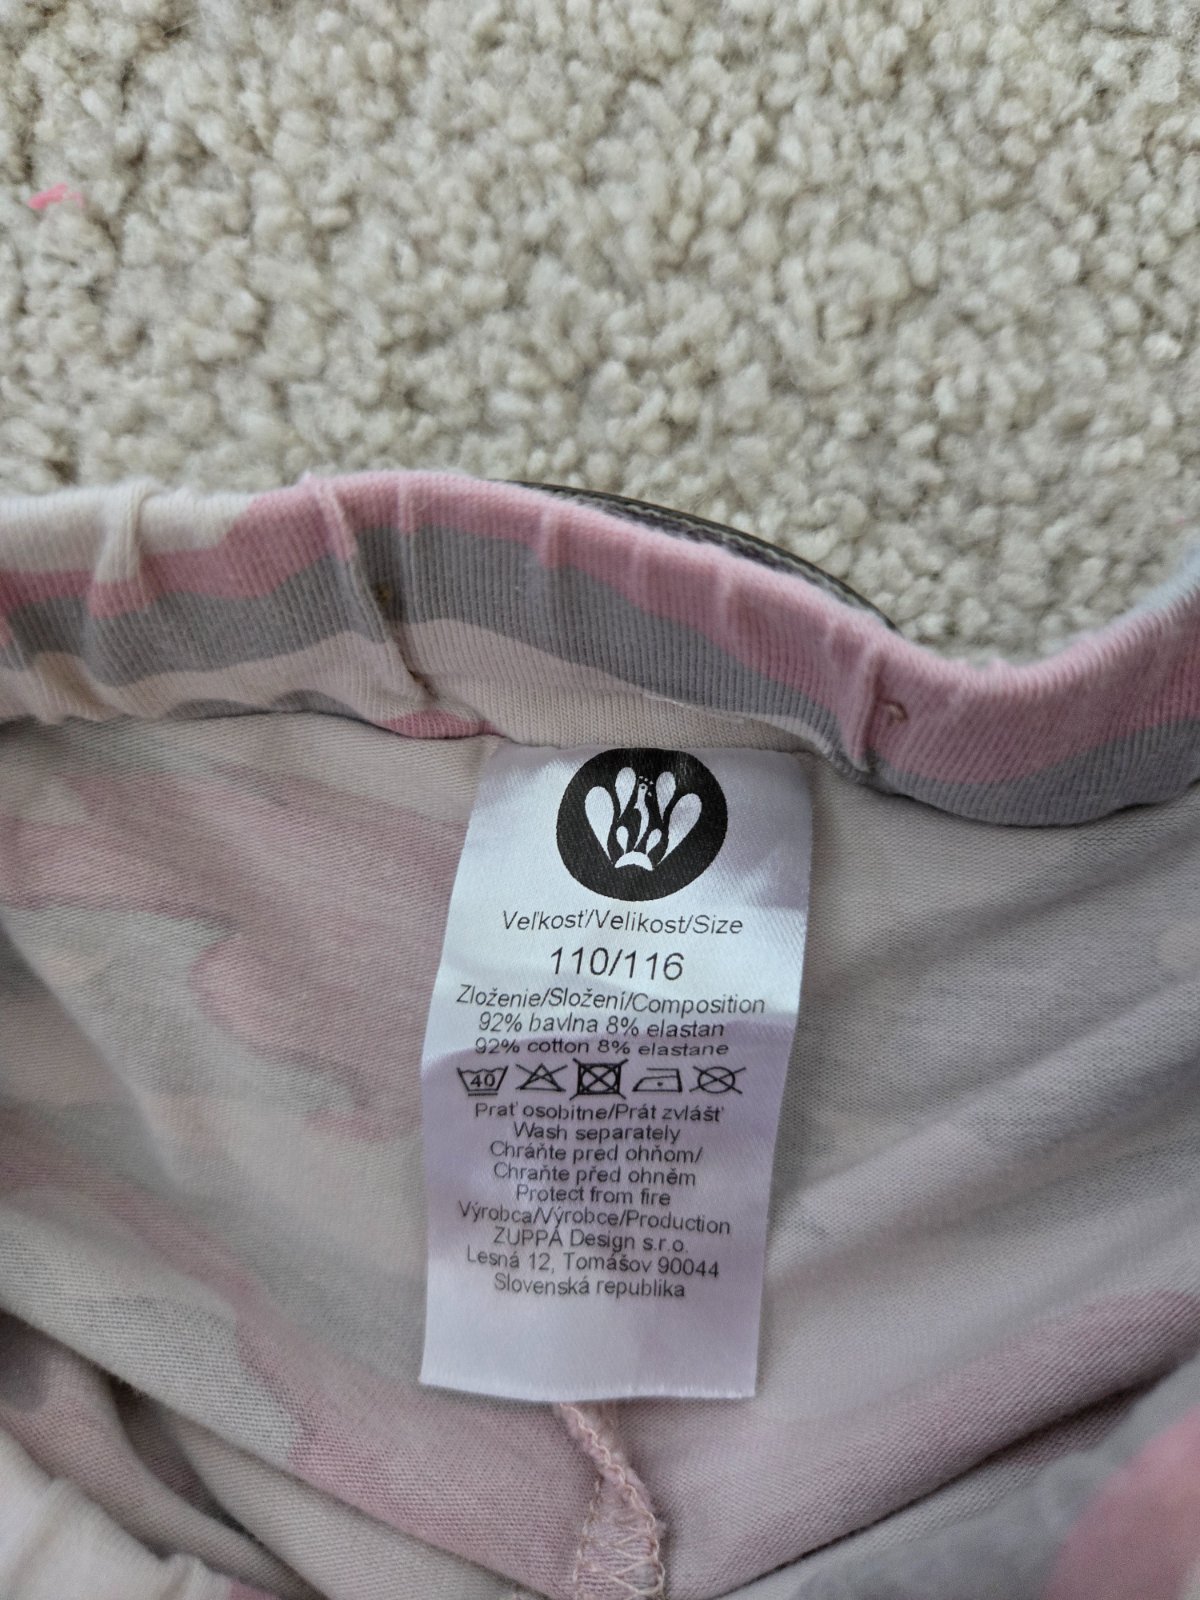 Veľkosť/Velikost/Size
110/116
Zloženie/Složení/Composition
92% bavlna 8% elastan
92% cotton 8% elastane
40
Prať osobitne/Prát zvlášť
Wash separately
Chráňte pred ohňom/
Chraňte před ohněm
Protect from fire
Výrobca/Výrobce/Production
ZUPPA Design s.r.o.
Lesná 12, Tomášov 90044
Slovenská republika